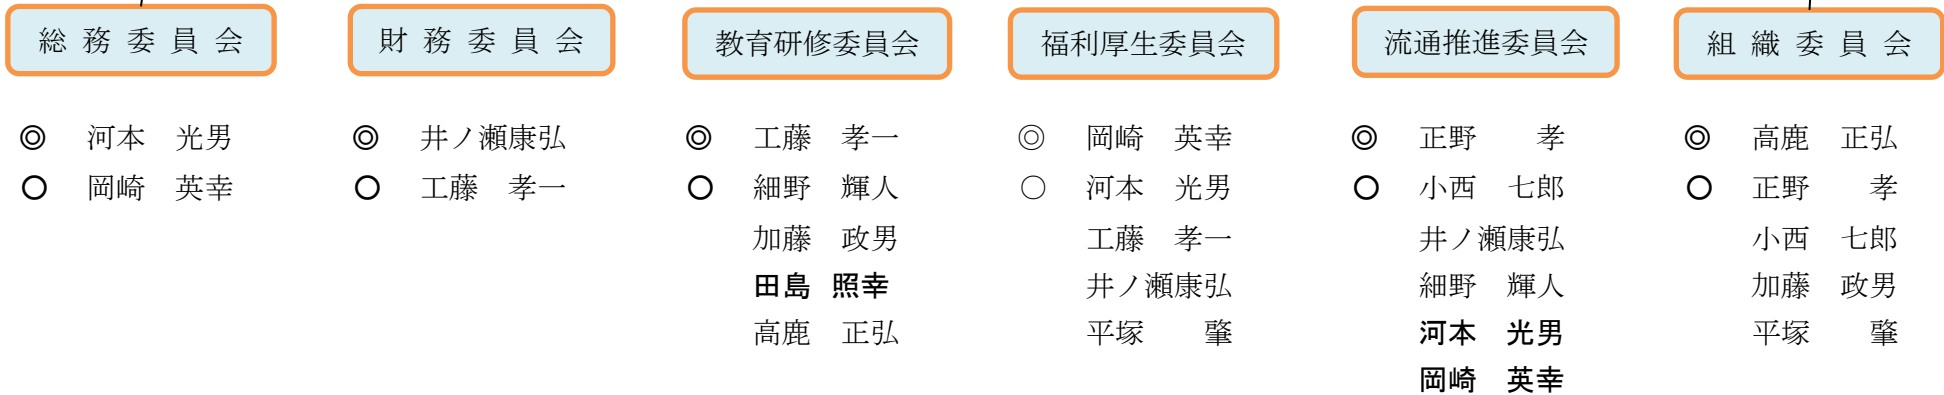 総務委員会
◎ 河本 光男
○ 岡崎 英幸
財務委員会
◎ 井ノ瀬康弘
○ 工藤 孝一
教育研修委員会
◎ 工藤 孝一
○ 細野 輝人
加藤 政男
田島 照幸
高鹿 正弘
福利厚生委員会
◎ 岡崎 英幸
○ 河本 光男
工藤 孝一
井ノ瀬康弘
平塚 肇
流通推進委員会
◎ 正野 孝
○ 小西 七郎
井ノ瀬康弘
細野 輝人
河本 光男
岡崎 英幸
組織委員会
◎ 高鹿 正弘
○ 正野 孝
小西 七郎
加藤 政男
平塚 肇